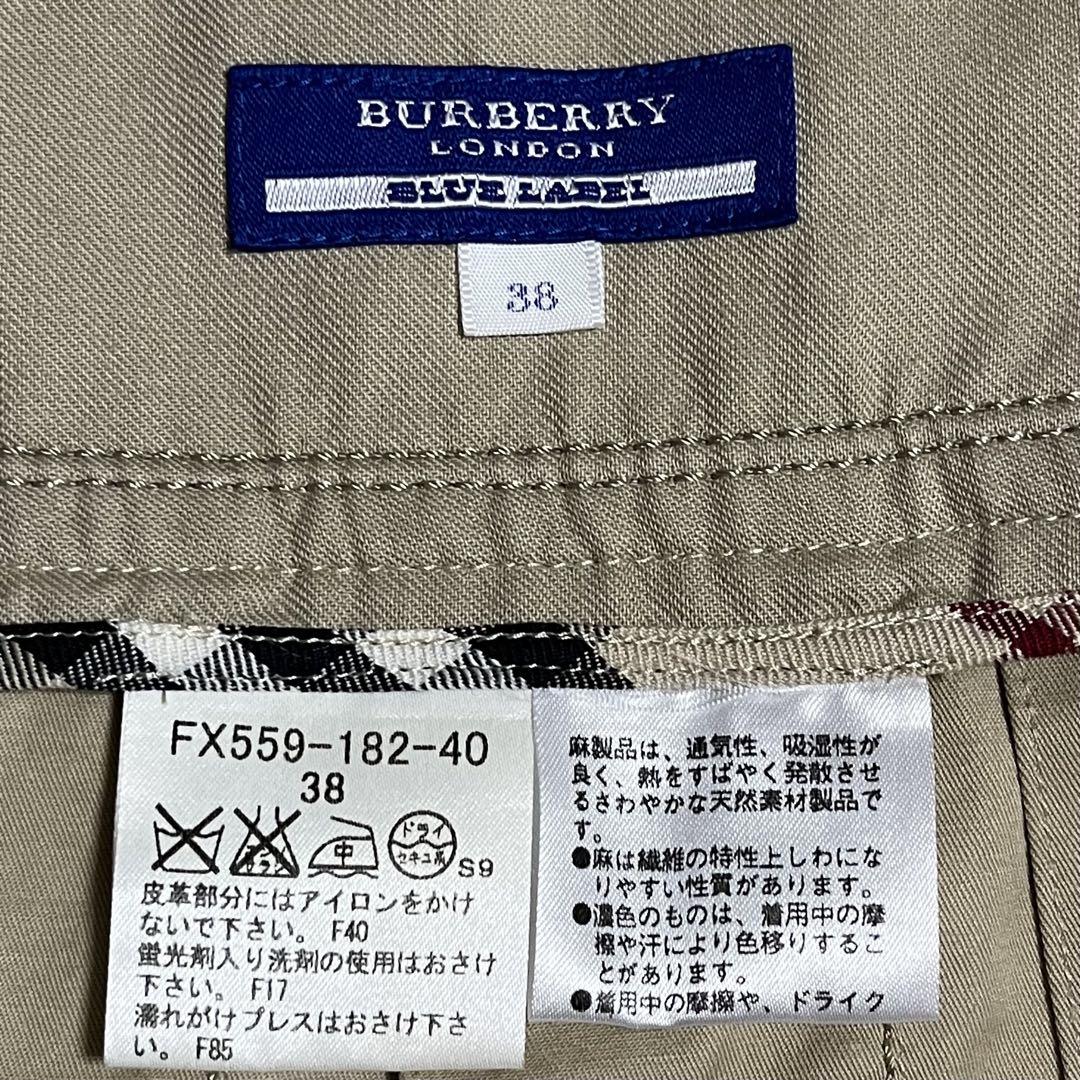 BURBERRY
LONDON
BLUE LABEL
38
FX559-182-40
38
中
ドライ
セキユ系
S9
皮革部分にはアイロンをかけ
ないで下さい。 F40
蛍光剤入り洗剤の使用はおさけ
下さい。 F17
濡れがけプレスはおさけ下さ
い。 F85
麻製品は、通気性、吸湿性が
良く、熱をすばやく発散させ
るさわやかな天然素材製品で
す。
●麻は繊維の特性上しわにな
りやすい性質があります。
●濃色のものは、着用中の摩
擦や汗により色移りするこ
とがあります。
●着用中の摩擦や、ドライク